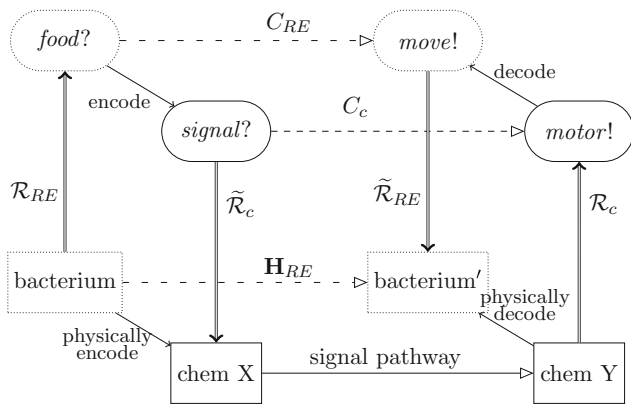 C_RE
food?
move!
encode
decode
C_c
signal?
motor!
R_RE
R̃_c
R̃_RE
R_c
H_RE
bacterium
bacterium′
physically
encode
physically
decode
signal pathway
chem X
chem Y